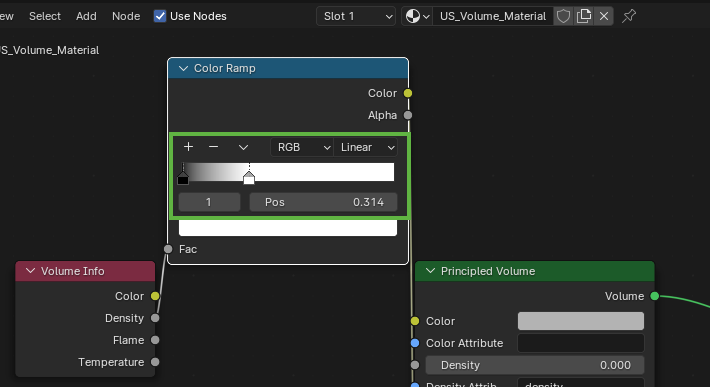 ew Select Add Node Use Nodes Slot 1 US_Volume_Material
S_Volume_Material
Color Ramp
Color
Alpha
RGB Linear
1 Pos 0.314
Fac
Volume Info
Color
Density
Flame
Temperature
Principled Volume
Volume
Color
Color Attribute
Density 0.000
Density Attrib density